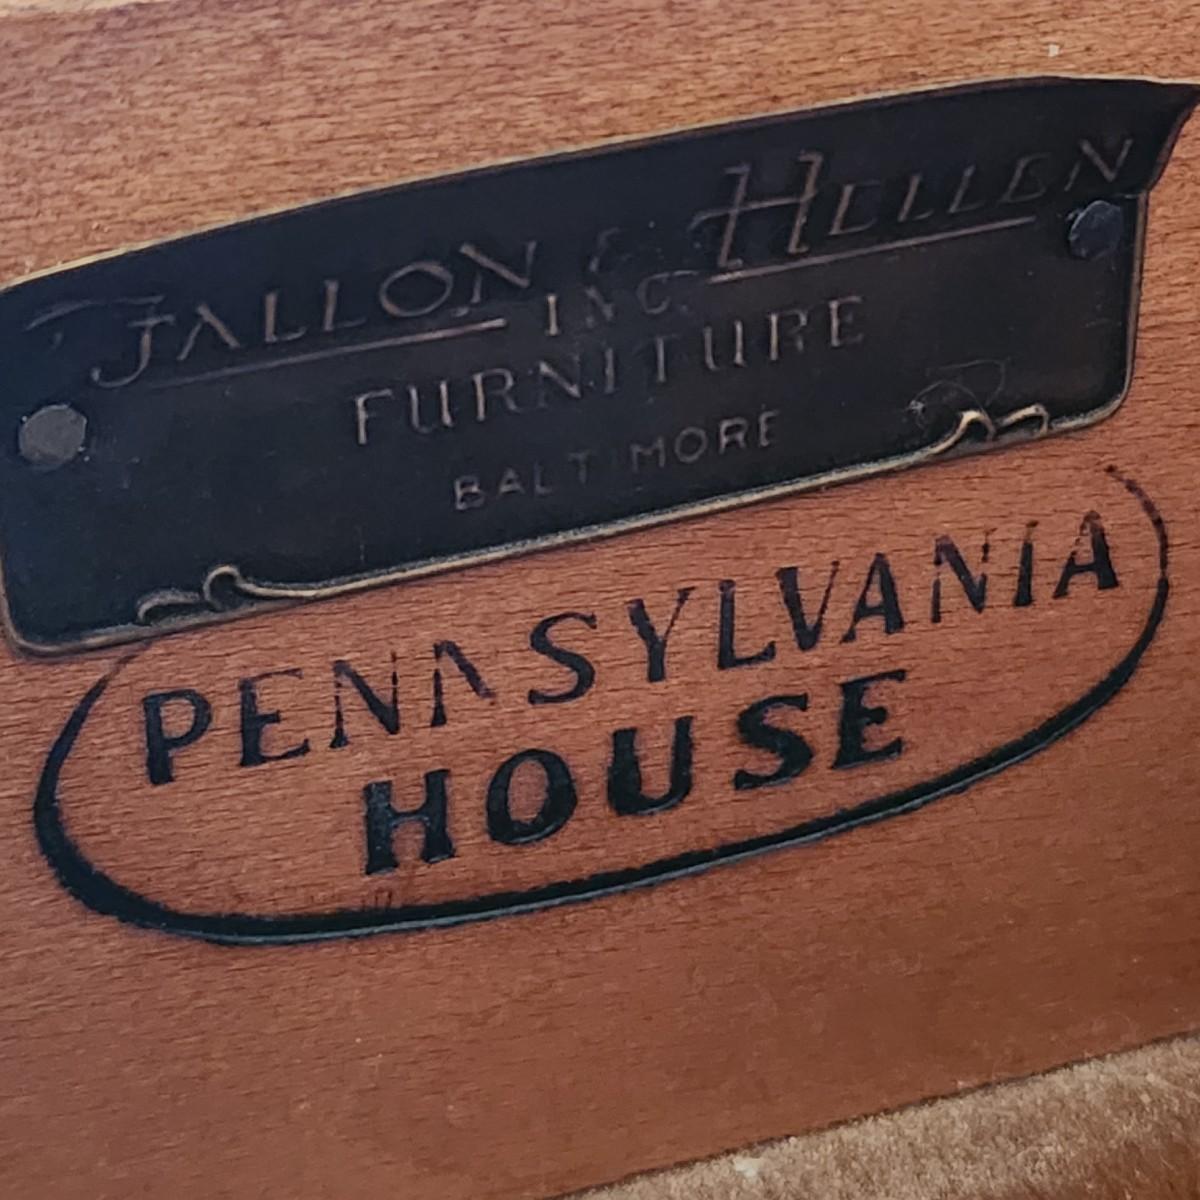 FALLON & HELLEN
INC.
FURNITURE
BALTIMORE
PENNSYLVANIA
HOUSE